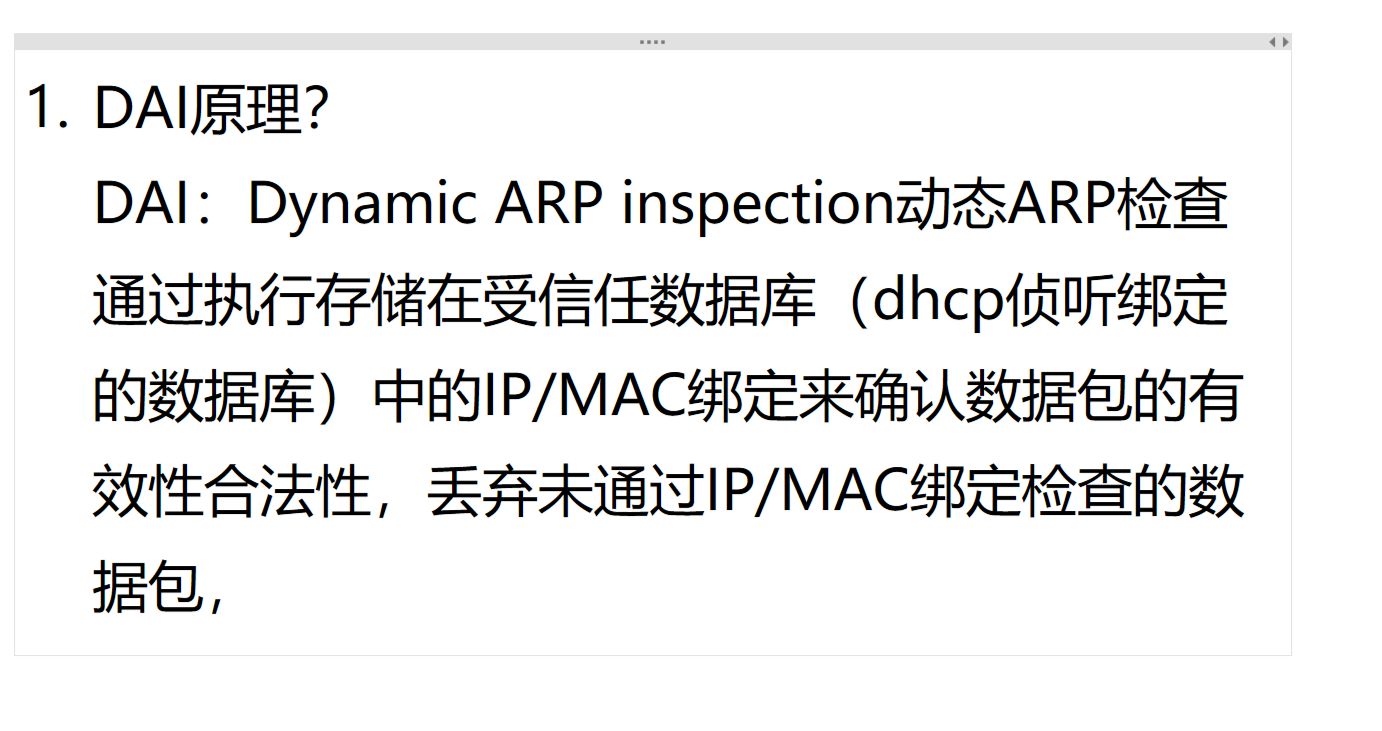 1. DAI原理？
DAI：Dynamic ARP inspection动态ARP检查
通过执行存储在受信任数据库（dhcp侦听绑定
的数据库）中的IP/MAC绑定来确认数据包的有
效性合法性，丢弃未通过IP/MAC绑定检查的数
据包，